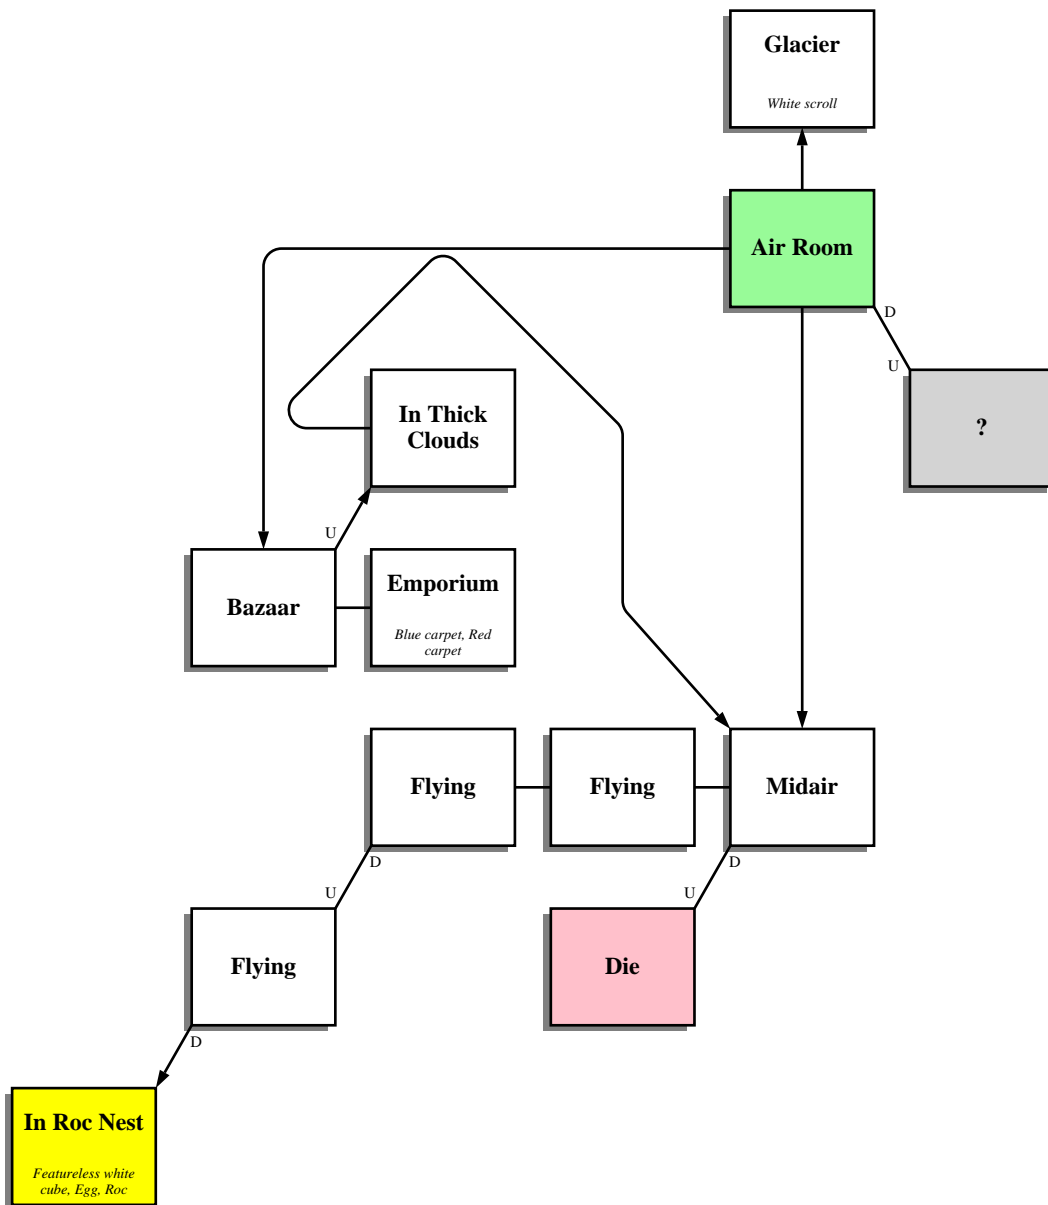 Glacier
White scroll
Air Room
D
U
?
In Thick
Clouds
U
Bazaar
Emporium
Blue carpet, Red
carpet
Flying
Flying
Midair
D
D
U
U
Flying
Die
D
In Roc Nest
Featureless white
cube, Egg, Roc